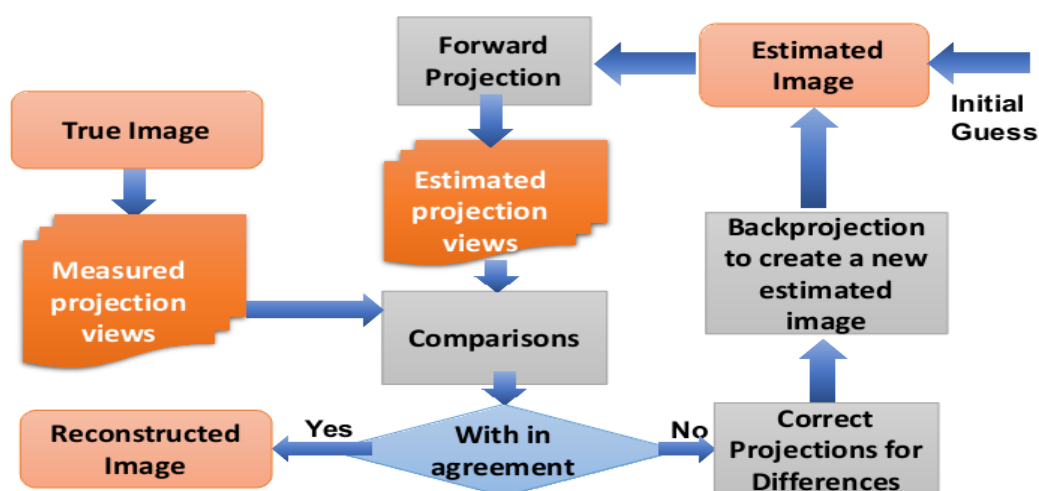 Forward
Projection
Estimated
Image
Initial
Guess
True Image
Estimated
projection
views
Measured
projection
views
Backprojection
to create a new
estimated
image
Comparisons
Yes
With in
agreement
No
Reconstructed
Image
Correct
Projections for
Differences